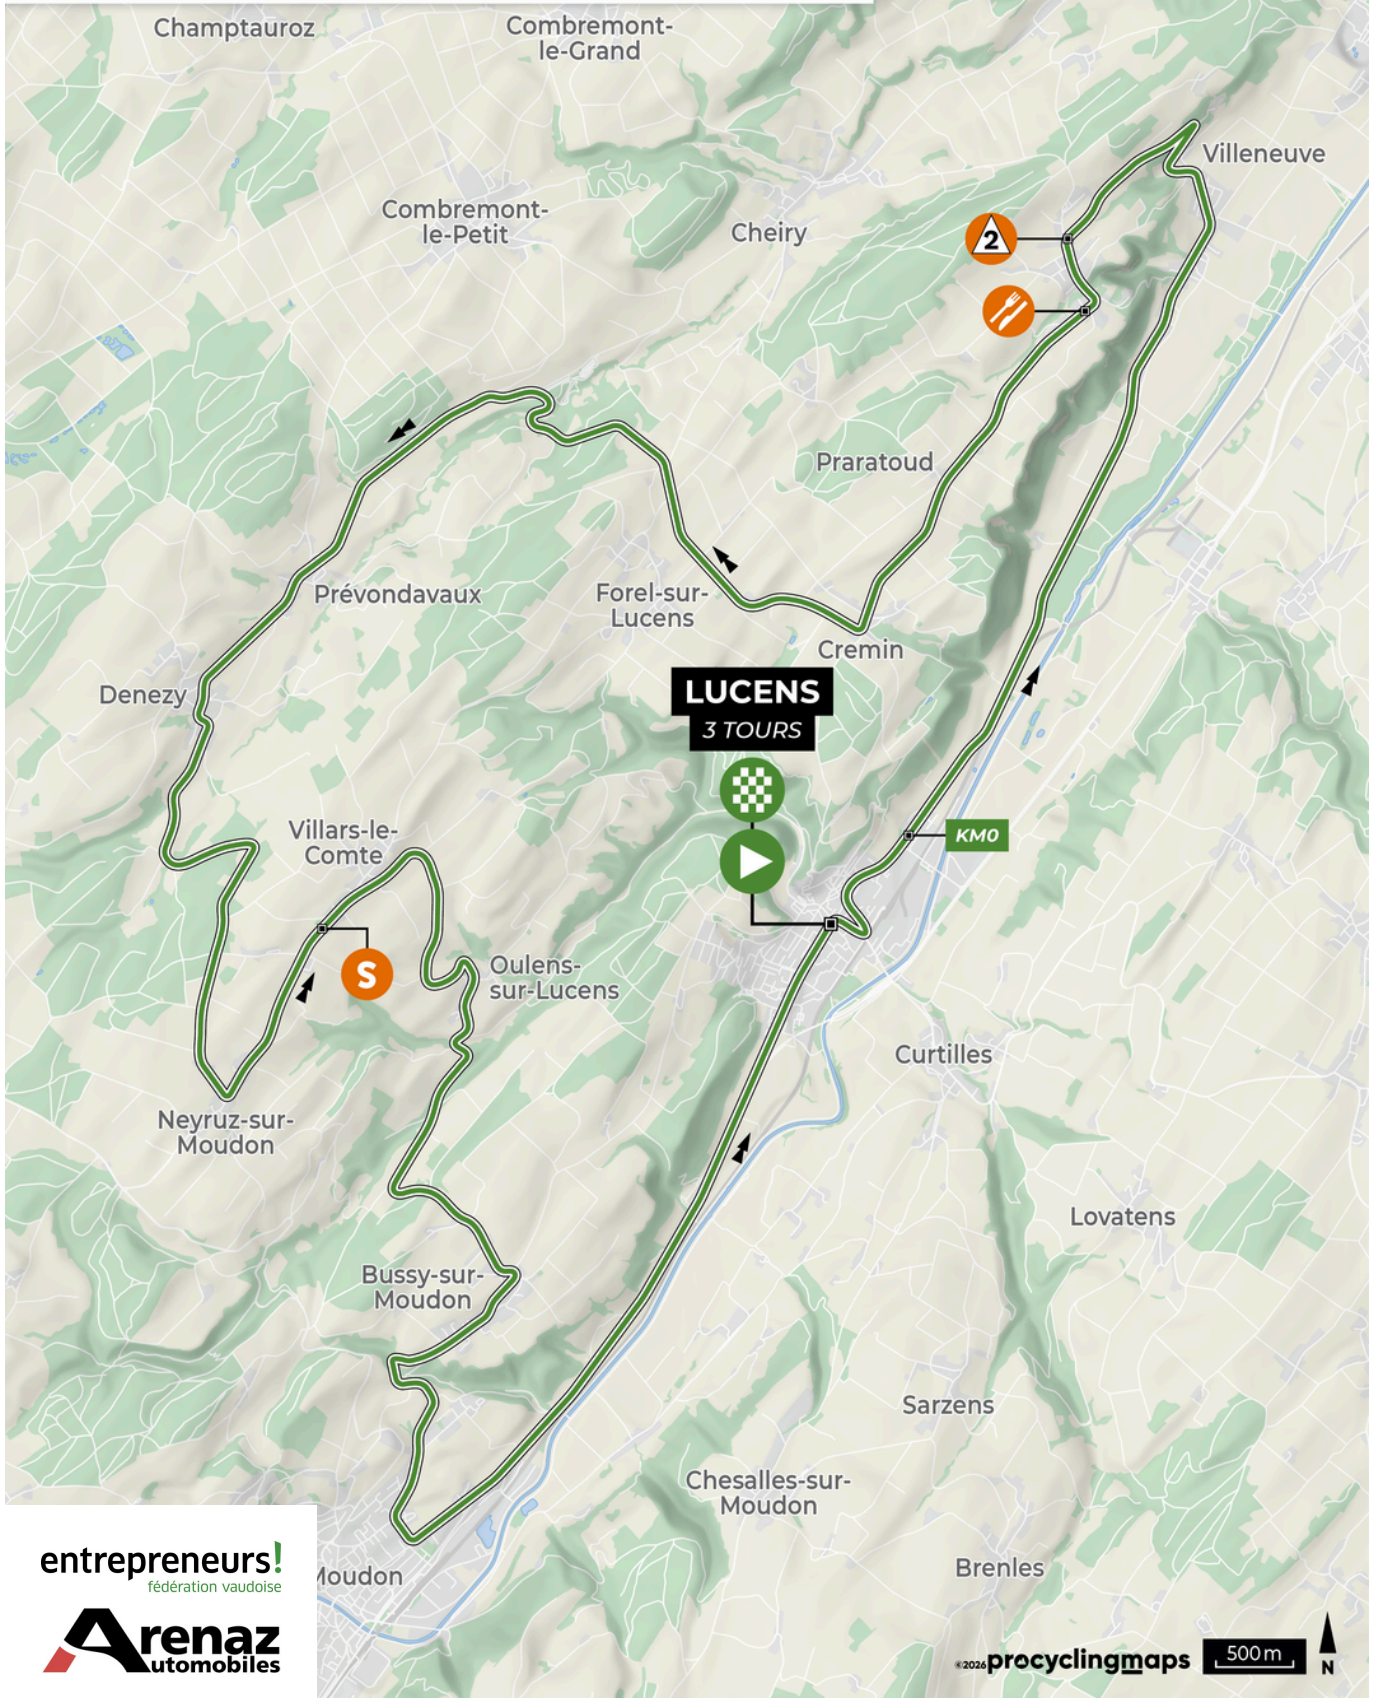 Champtauroz
Combremont-
le-Grand
Villeneuve
Combremont-
le-Petit
Cheiry
2
Praratoud
Prévondavaux
Forel-sur-
Lucens
Cremin
Denezy
LUCENS
3 TOURS
Villars-le-
Comte
KM0
S
Oulens-
sur-Lucens
Curtilles
Neyruz-sur-
Moudon
Lovatens
Bussy-sur-
Moudon
Sarzens
Chesalles-sur-
Moudon
Brenles
Moudon
entrepreneurs!
fédération vaudoise
Arenaz
Automobiles
©2026 procyclingmaps
500 m
N